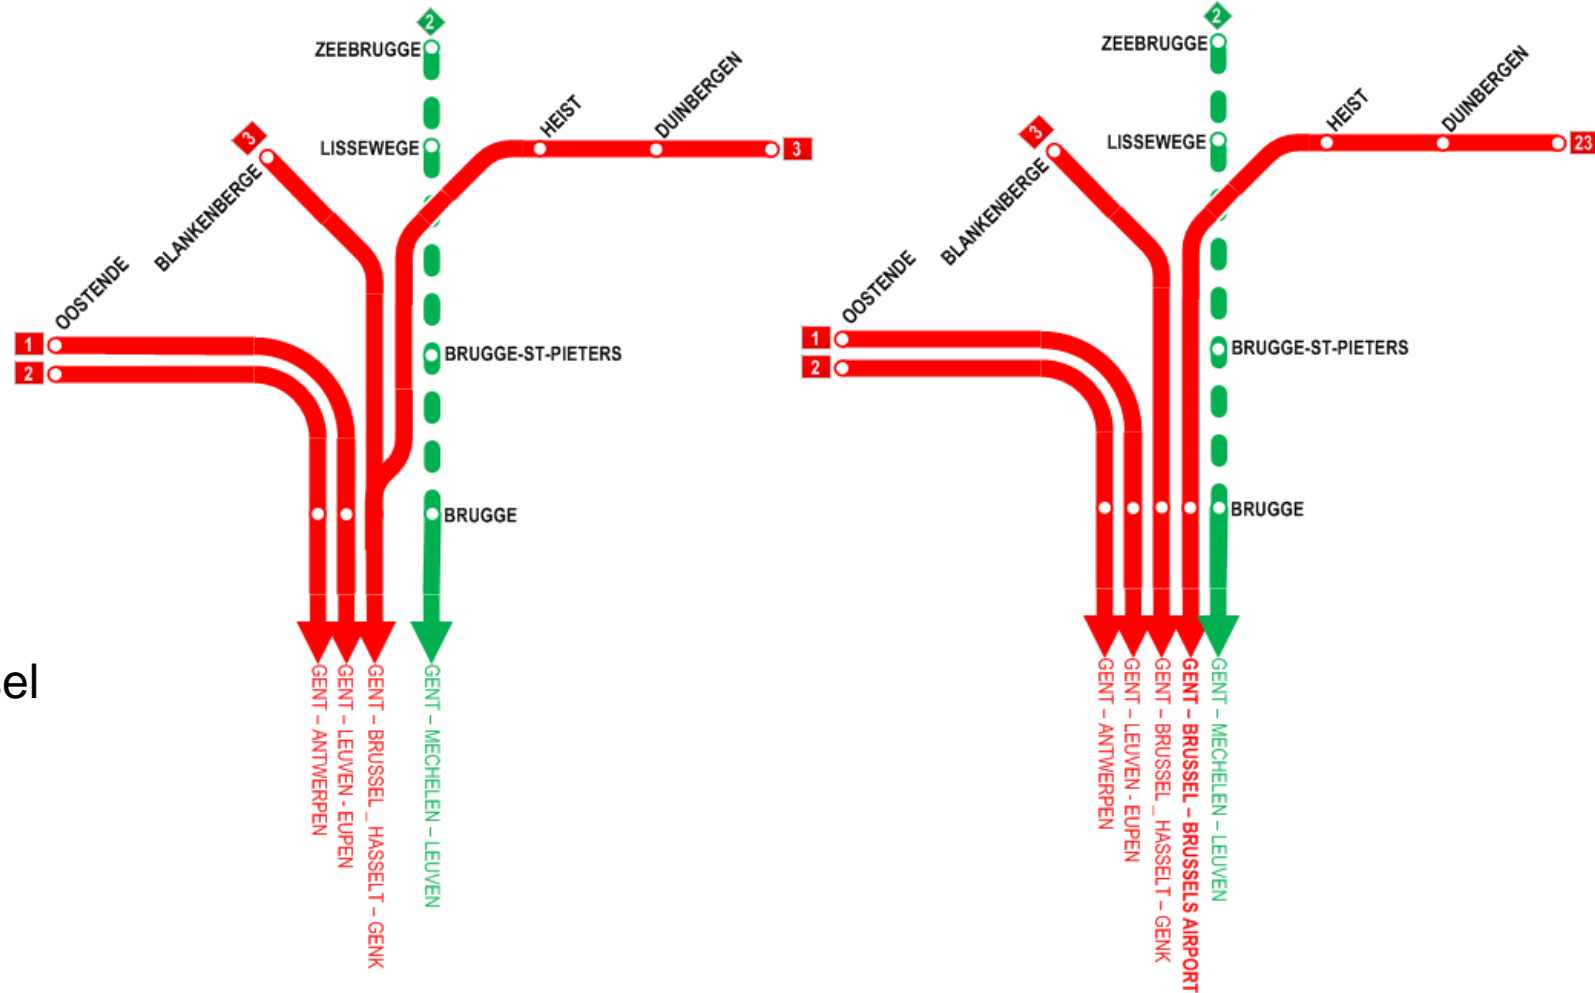 2
ZEEBRUGGE
LISSEWEGE
HEIST
DUINBERGEN
3
3
BLANKENBERGE
OOSTENDE
1
2
BRUGGE-ST-PIETERS
BRUGGE
el
GENT – ANTWERPEN
GENT – LEUVEN - EUPEN
GENT – BRUSSEL _ HASSELT – GENK
GENT – MECHELEN – LEUVEN
2
ZEEBRUGGE
LISSEWEGE
HEIST
DUINBERGEN
23
3
BLANKENBERGE
OOSTENDE
1
2
BRUGGE-ST-PIETERS
BRUGGE
GENT – ANTWERPEN
GENT – LEUVEN - EUPEN
GENT – BRUSSEL _ HASSELT – GENK
GENT – BRUSSEL – BRUSSELS AIRPORT
GENT – MECHELEN – LEUVEN